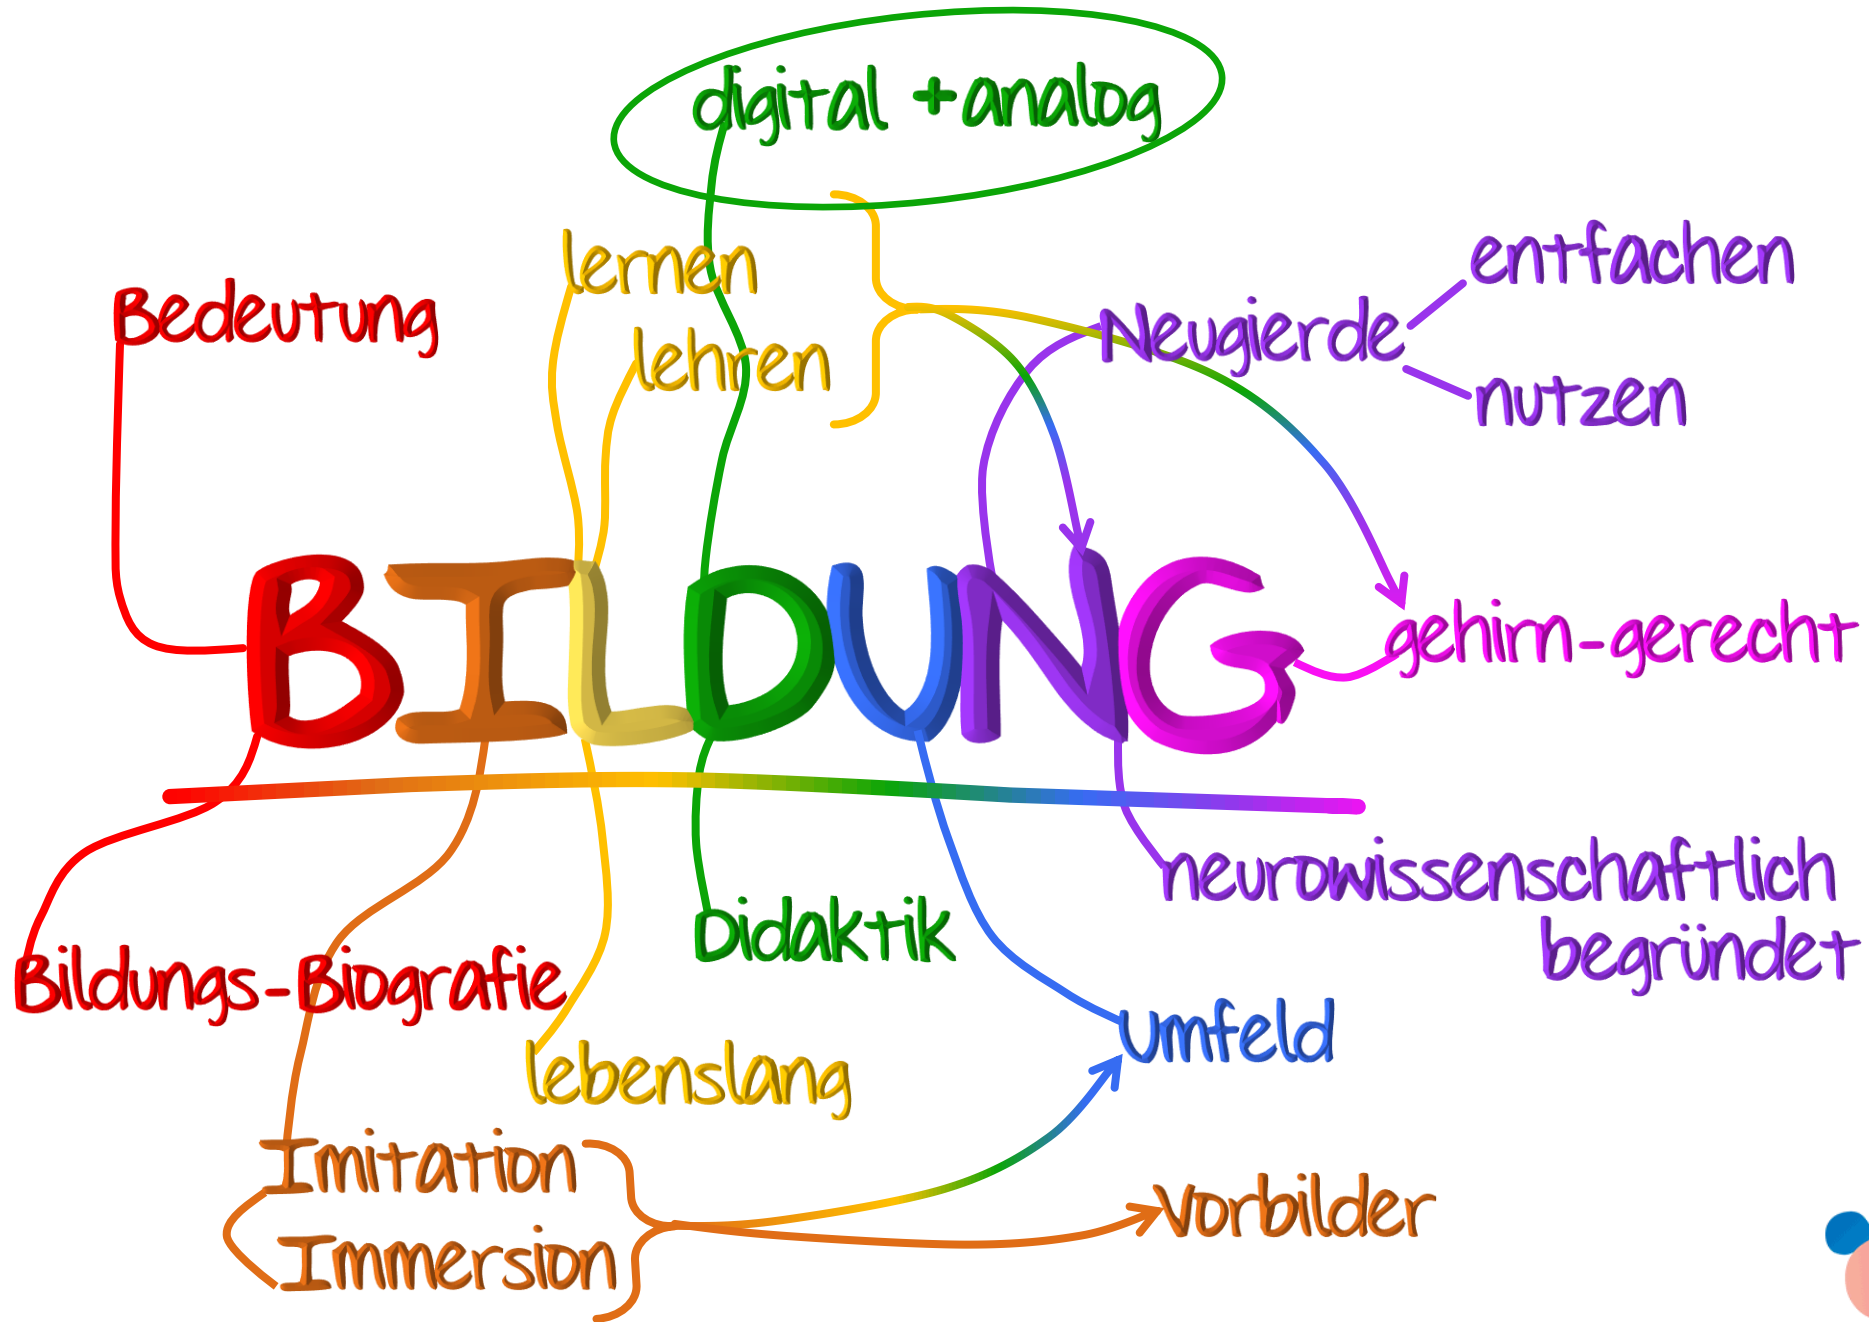 digital + analog
lernen
lehren
Bedeutung
Neugierde
entfachen
nutzen
BILDUNG
gehirn-gerecht
neurowissenschaftlich
begründet
Didaktik
Bildungs-Biografie
Umfeld
lebenslang
Imitation
Immersion
Vorbilder